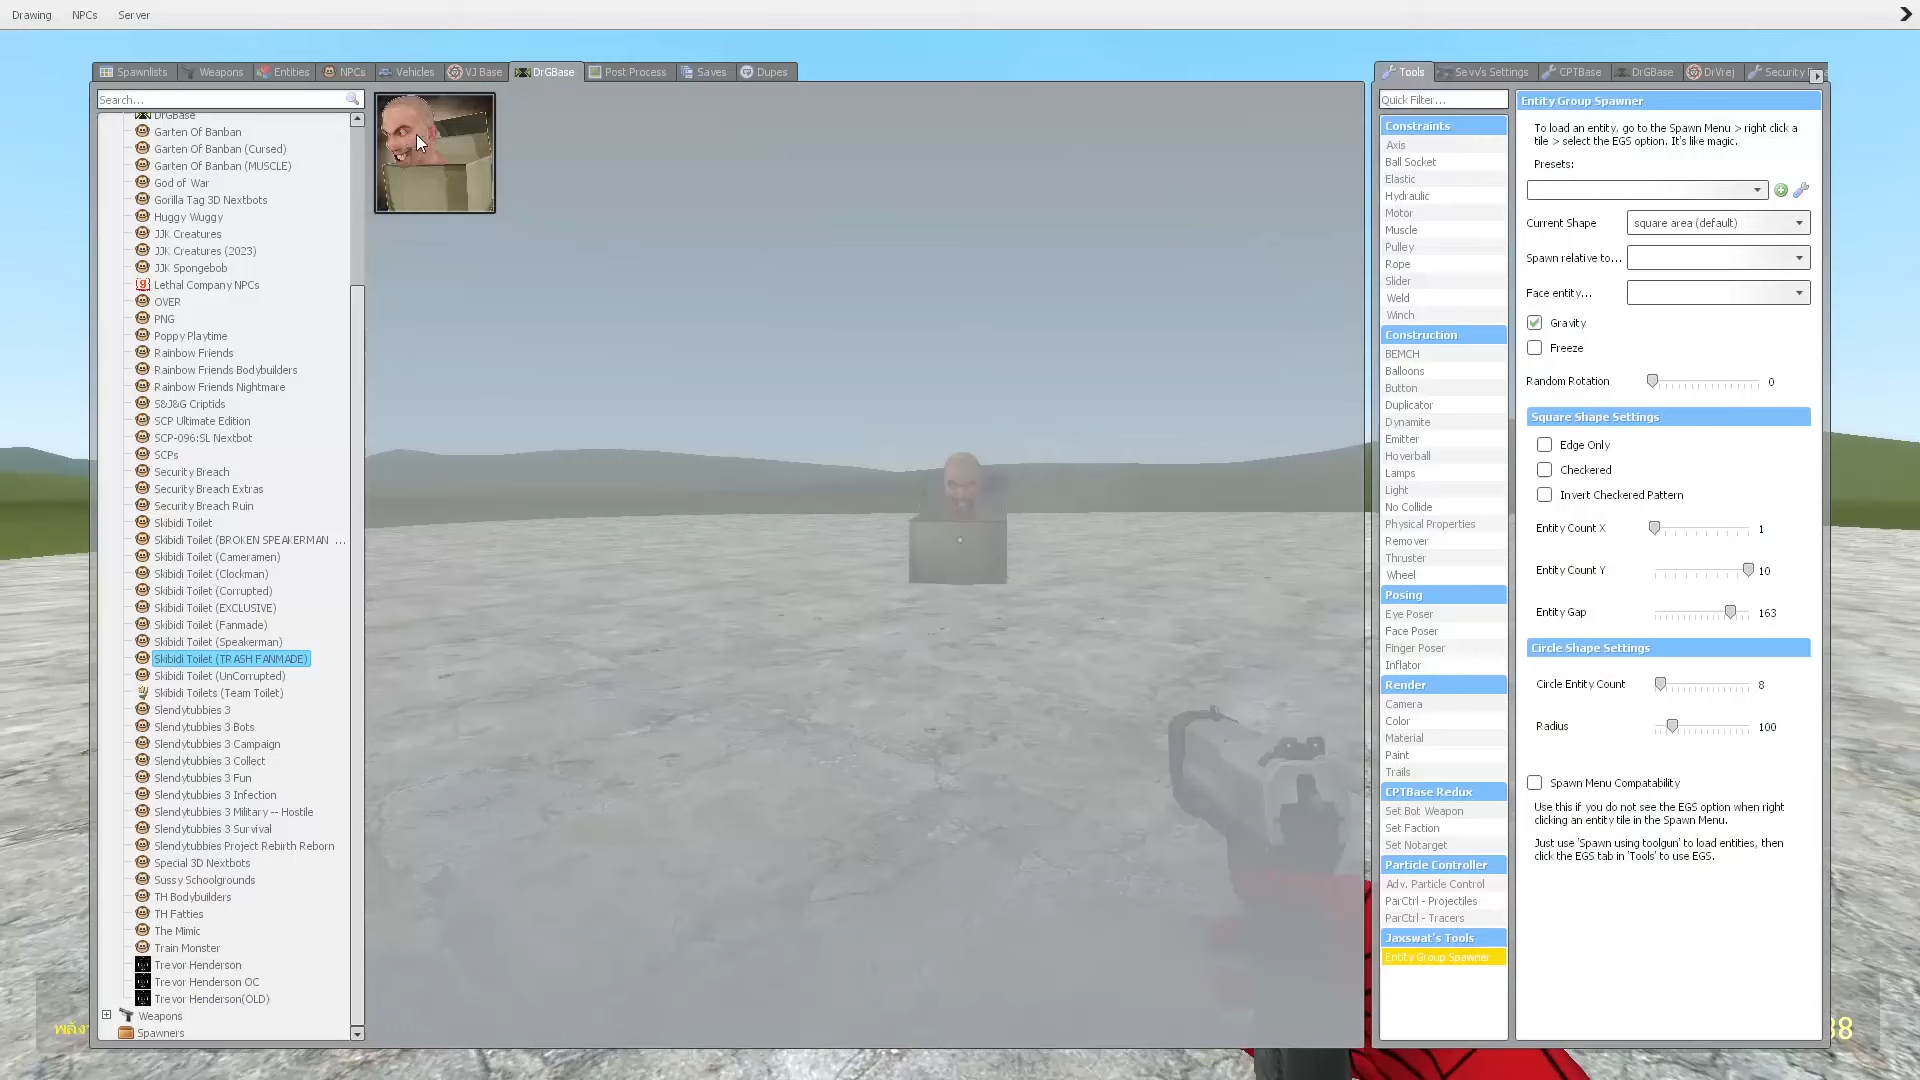 Drawing NPCs Server
Spawnlists Weapons Entities NPCs Vehicles VJ Base DrGBase Post Process Saves Dupes
Search...
DrGBase
Garten Of Banban
Garten Of Banban (Cursed)
Garten Of Banban (MUSCLE)
God of War
Gorilla Tag 3D Nextbots
Huggy Wuggy
JJK Creatures
JJK Creatures (2023)
JJK Spongebob
Lethal Company NPCs
OVER
PNG
Poppy Playtime
Rainbow Friends
Rainbow Friends Bodybuilders
Rainbow Friends Nightmare
S&J&G Criptids
SCP Ultimate Edition
SCP-096:SL Nextbot
SCPs
Security Breach
Security Breach Extras
Security Breach Ruin
Skibidi Toilet
Skibidi Toilet (BROKEN SPEAKERMAN ...
Skibidi Toilet (Cameramen)
Skibidi Toilet (Clockman)
Skibidi Toilet (Corrupted)
Skibidi Toilet (EXCLUSIVE)
Skibidi Toilet (Fanmade)
Skibidi Toilet (Speakerman)
Skibidi Toilet (TRASH FANMADE)
Skibidi Toilet (UnCorrupted)
Skibidi Toilets (Team Toilet)
Slendytubbies 3
Slendytubbies 3 Bots
Slendytubbies 3 Campaign
Slendytubbies 3 Collect
Slendytubbies 3 Fun
Slendytubbies 3 Infection
Slendytubbies 3 Military -- Hostile
Slendytubbies 3 Survival
Slendytubbies Project Rebirth Reborn
Special 3D Nextbots
Sussy Schoolgrounds
TH Bodybuilders
TH Fatties
The Mimic
Train Monster
Trevor Henderson
Trevor Henderson OC
Trevor Henderson(OLD)
Weapons
Spawners
พลัง
Tools Sevv's Settings CPTBase DrGBase DrVrej Security
Quick Filter...
Constraints
Axis
Ball Socket
Elastic
Hydraulic
Motor
Muscle
Pulley
Rope
Slider
Weld
Winch
Construction
BEMCH
Balloons
Button
Duplicator
Dynamite
Emitter
Hoverball
Lamps
Light
No Collide
Physical Properties
Remover
Thruster
Wheel
Posing
Eye Poser
Face Poser
Finger Poser
Inflator
Render
Camera
Color
Material
Paint
Trails
CPTBase Redux
Set Bot Weapon
Set Faction
Set Notarget
Particle Controller
Adv. Particle Control
ParCtrl - Projectiles
ParCtrl - Tracers
Jaxswat's Tools
Entity Group Spawner
Entity Group Spawner
To load an entity, go to the Spawn Menu > right click a
tile > select the EGS option. It's like magic.
Presets:
Current Shape square area (default)
Spawn relative to...
Face entity...
Gravity
Freeze
Random Rotation 0
Square Shape Settings
Edge Only
Checkered
Invert Checkered Pattern
Entity Count X 1
Entity Count Y 10
Entity Gap 163
Circle Shape Settings
Circle Entity Count 8
Radius 100
Spawn Menu Compatability
Use this if you do not see the EGS option when right
clicking an entity tile in the Spawn Menu.
Just use 'Spawn using toolgun' to load entities, then
click the EGS tab in 'Tools' to use EGS.
38